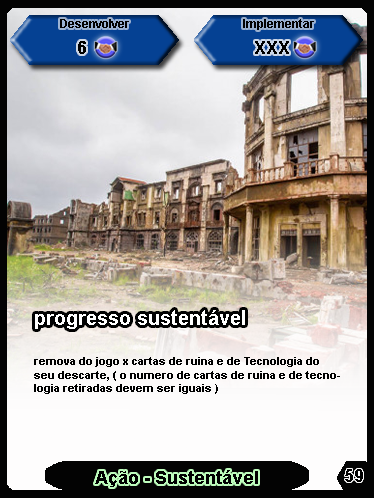 Desenvolver
6
Implementar
XXX
progresso sustentável
remova do jogo x cartas de ruina e de Tecnologia do
seu descarte, ( o numero de cartas de ruina e de tecno-
logia retiradas devem ser iguais )
Ação - Sustentável
59